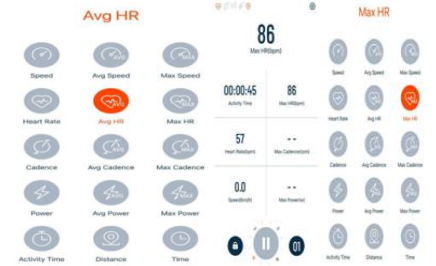 Avg HR
Speed
Avg Speed
Max Speed
Heart Rate
Avg HR
Max HR
Cadence
Avg Cadence
Max Cadence
Power
Avg Power
Max Power
Activity Time
Distance
Time
86
Max HR(bpm)
00:00:45
86
Activity Time
Max HR(bpm)
57
--
Heart Rate(bpm)
Max Cadence(rpm)
0.0
--
Speed(km/h)
Max Power(w)
01
Max HR
Speed
Avg Speed
Max Speed
Heart Rate
Avg HR
Max HR
Cadence
Avg Cadence
Max Cadence
Power
Avg Power
Max Power
Activity Time
Distance
Time